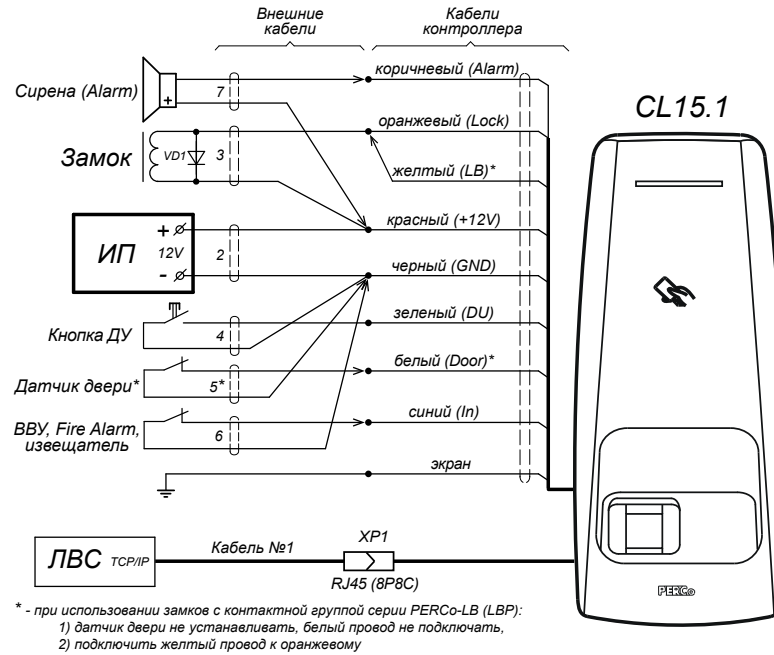 Внешние кабели
Кабели контроллера
CL15.1
Сирена (Alarm)
+
7
коричневый (Alarm)
Замок
VD1
3
оранжевый (Lock)
желтый (LB)*
ИП
+
12V
-
2
красный (+12V)
черный (GND)
Кнопка ДУ
4
зеленый (DU)
Датчик двери*
5*
белый (Door)*
ВВУ, Fire Alarm,
извещатель
6
синий (In)
экран
ЛВС TCP/IP
Кабель №1
XP1
RJ45 (8P8C)
PERCo
* - при использовании замков с контактной группой серии PERCo-LB (LBP):
1) датчик двери не устанавливать, белый провод не подключать,
2) подключить желтый провод к оранжевому